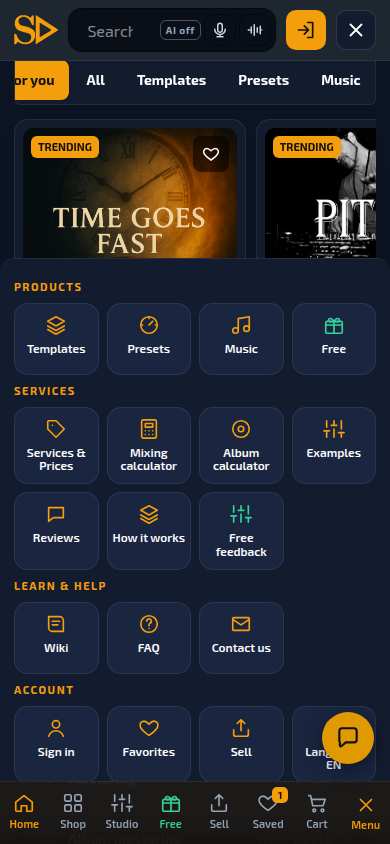 SD
Search
AI off
or you
All
Templates
Presets
Music
TRENDING
TIME GOES
FAST
TRENDING
PIT
PRODUCTS
Templates
Presets
Music
Free
SERVICES
Services &
Prices
Mixing
calculator
Album
calculator
Examples
Reviews
How it works
Free
feedback
LEARN & HELP
Wiki
FAQ
Contact us
ACCOUNT
Sign in
Favorites
Sell
EN
1
Home
Shop
Studio
Free
Sell
Saved
Cart
Menu